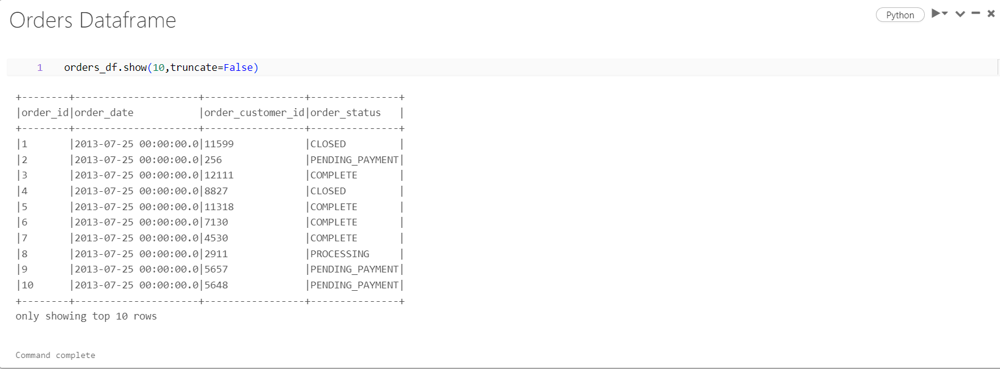 Orders Dataframe
Python
1 orders_df.show(10,truncate=False)
+--------+---------------------+-----------------+---------------+
|order_id|order_date           |order_customer_id|order_status   |
+--------+---------------------+-----------------+---------------+
|1       |2013-07-25 00:00:00.0|11599            |CLOSED         |
|2       |2013-07-25 00:00:00.0|256              |PENDING_PAYMENT|
|3       |2013-07-25 00:00:00.0|12111            |COMPLETE       |
|4       |2013-07-25 00:00:00.0|8827             |CLOSED         |
|5       |2013-07-25 00:00:00.0|11318            |COMPLETE       |
|6       |2013-07-25 00:00:00.0|7130             |COMPLETE       |
|7       |2013-07-25 00:00:00.0|4530             |COMPLETE       |
|8       |2013-07-25 00:00:00.0|2911             |PROCESSING     |
|9       |2013-07-25 00:00:00.0|5657             |PENDING_PAYMENT|
|10      |2013-07-25 00:00:00.0|5648             |PENDING_PAYMENT|
+--------+---------------------+-----------------+---------------+
only showing top 10 rows
Command complete